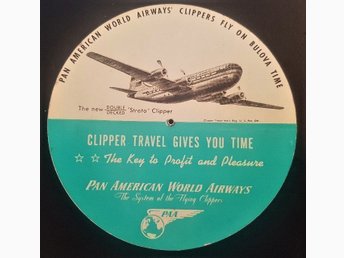 PAN AMERICAN WORLD AIRWAYS' CLIPPERS FLY ON BULOVA TIME
The new DOUBLE DECKED "Strato" Clipper
CLIPPER TRAVEL GIVES YOU TIME
The Key to Profit and Pleasure
PAN AMERICAN WORLD AIRWAYS
The System of the Flying Clippers
PAA